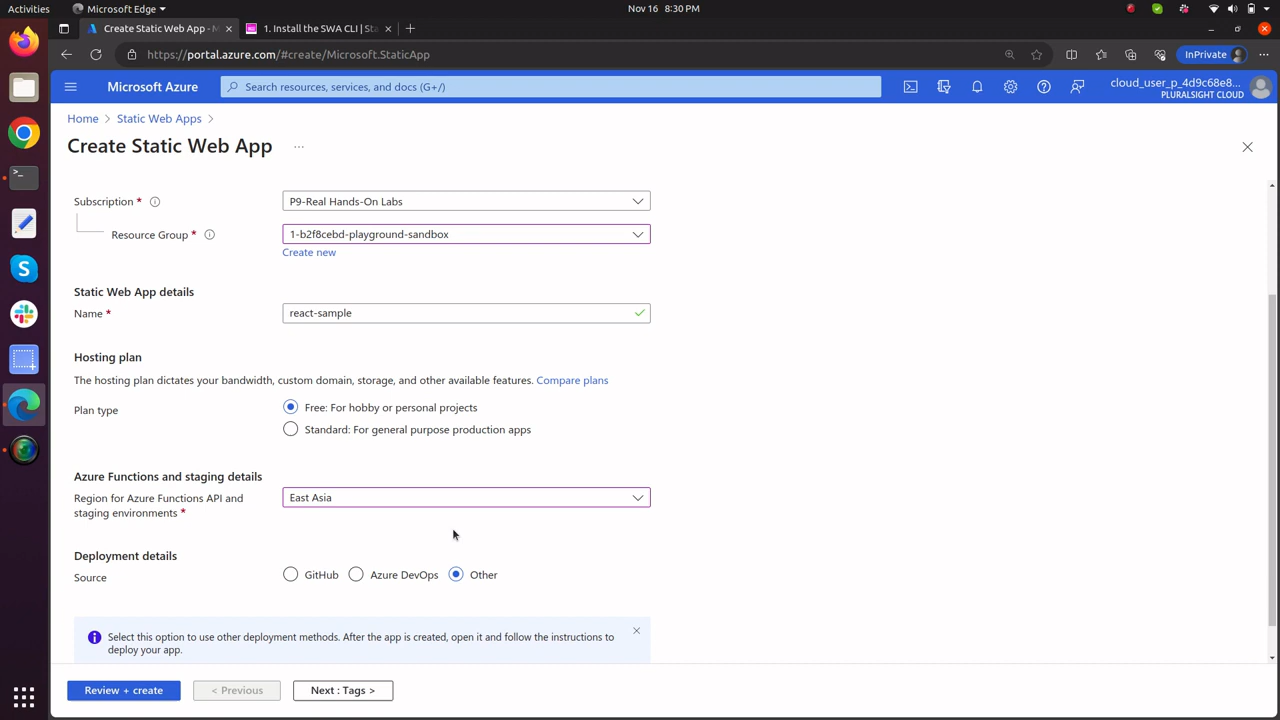 Activities
Microsoft Edge
Nov 16 8:30 PM
Create Static Web App - M
1. Install the SWA CLI | Sta
https://portal.azure.com/#create/Microsoft.StaticApp
InPrivate
Microsoft Azure
Search resources, services, and docs (G+/)
cloud_user_p_4d9c68e8...
PLURALSIGHT CLOUD
Home > Static Web Apps >
Create Static Web App ...
Subscription *
P9-Real Hands-On Labs
Resource Group *
1-b2f8cebd-playground-sandbox
Create new
Static Web App details
Name *
react-sample
Hosting plan
The hosting plan dictates your bandwidth, custom domain, storage, and other available features. Compare plans
Plan type
Free: For hobby or personal projects
Standard: For general purpose production apps
Azure Functions and staging details
Region for Azure Functions API and
staging environments *
East Asia
Deployment details
Source
GitHub
Azure DevOps
Other
Select this option to use other deployment methods. After the app is created, open it and follow the instructions to
deploy your app.
Review + create
< Previous
Next : Tags >